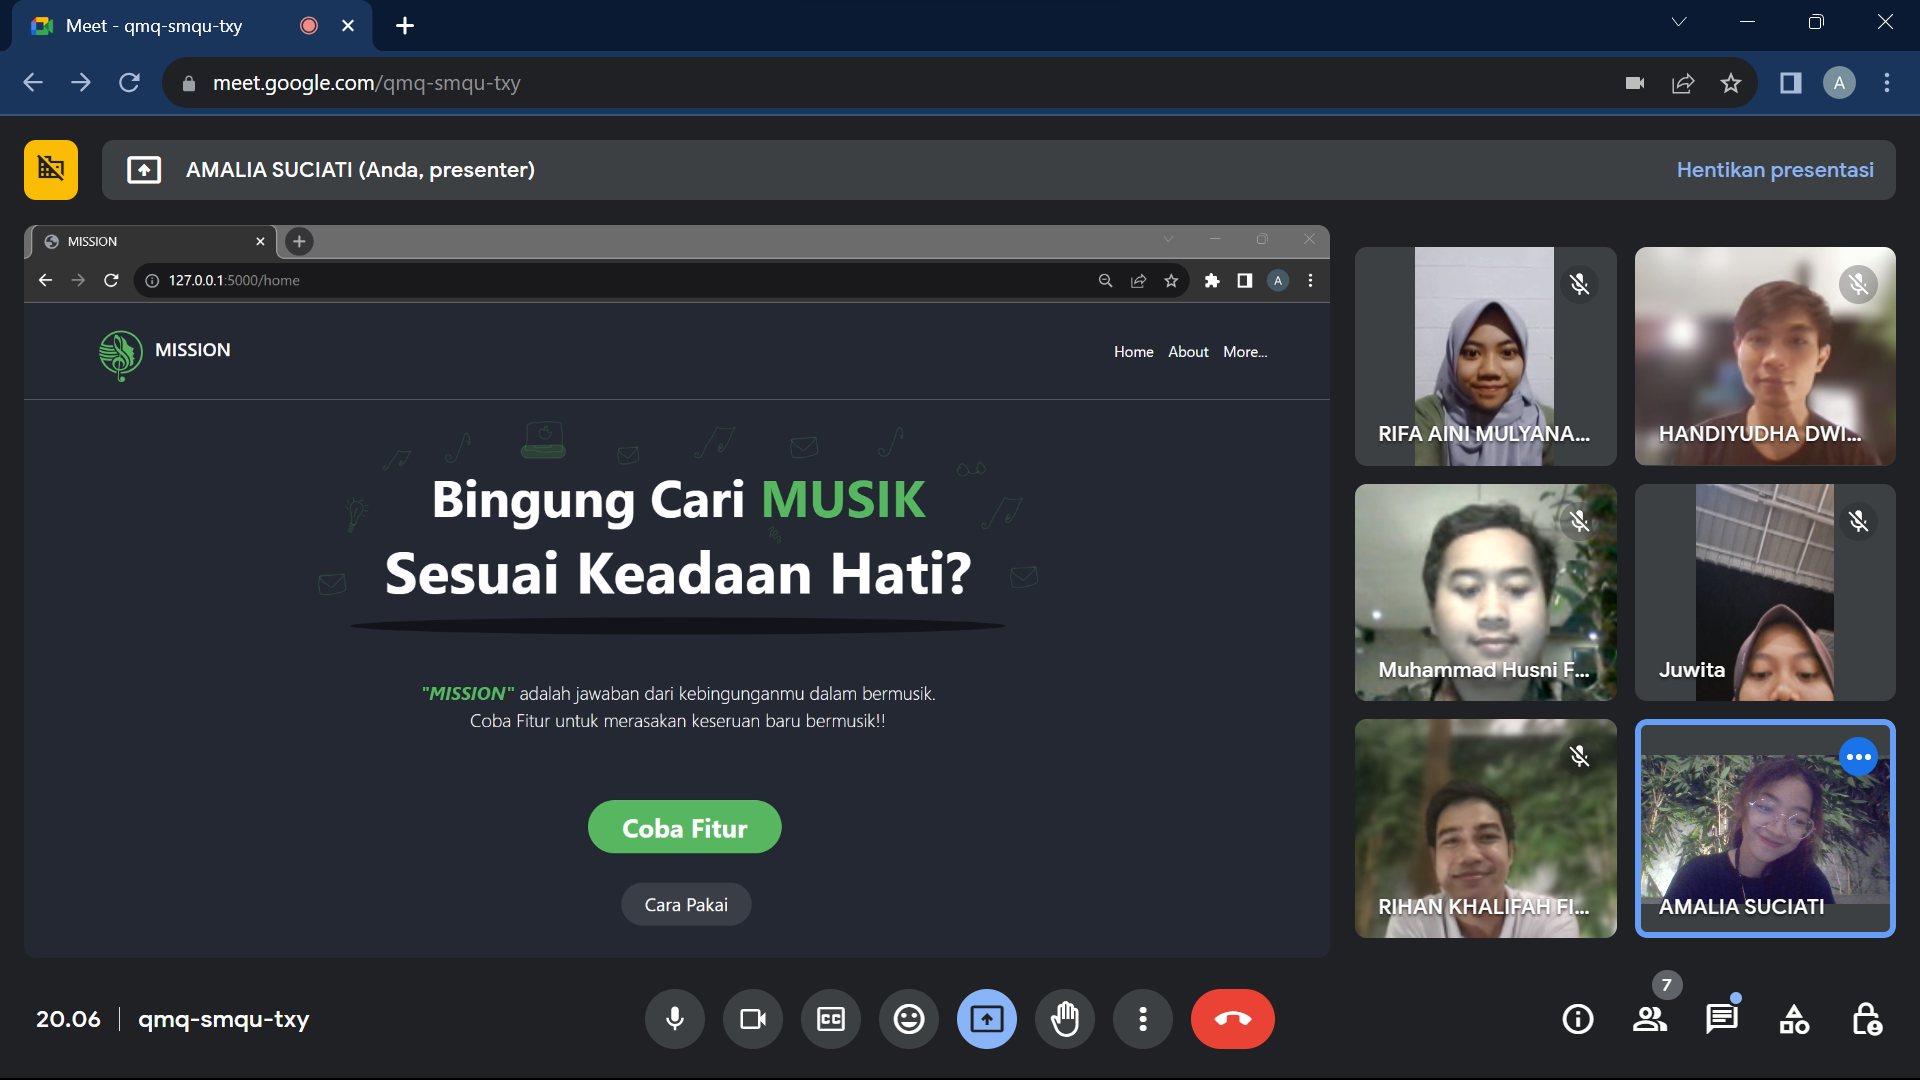 Meet - qmq-smqu-txy
meet.google.com/qmq-smqu-txy
A
AMALIA SUCIATI (Anda, presenter)
Hentikan presentasi
MISSION
127.0.0.1:5000/home
A
MISSION
Home About More...
Bingung Cari MUSIK
Sesuai Keadaan Hati?
"MISSION" adalah jawaban dari kebingunganmu dalam bermusik.
Coba Fitur untuk merasakan keseruan baru bermusik!!
Coba Fitur
Cara Pakai
RIFA AINI MULYANA...
HANDIYUDHA DWI...
Muhammad Husni F...
Juwita
RIHAN KHALIFAH FI...
AMALIA SUCIATI
20.06 | qmq-smqu-txy
CC
7